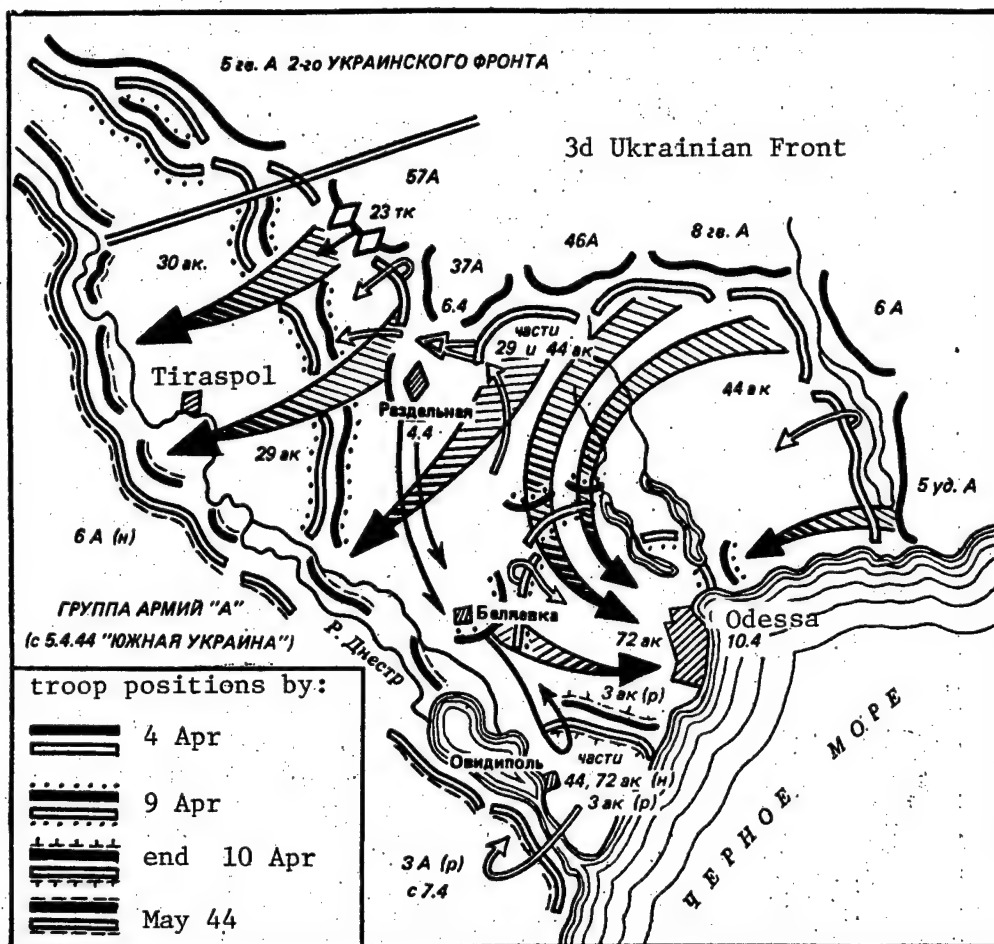 5 гв. А 2-го УКРАИНСКОГО ФРОНТА
3d Ukrainian Front
57А
23 тк
8 гв. А
46А
37А
30 ак.
6.4
6 А
части
29 и 44 ак
Tiraspol
44 ак
Раздельная
4.4
29 ак
5 уд. А
6 А (н)
ГРУППА АРМИЙ "А"
(с 5.4.44 "ЮЖНАЯ УКРАИНА")
Р. Днестр
Беляевка
Odessa
72 ак
10.4
3 ак (р)
troop positions by:
4 Apr
9 Apr
end 10 Apr
May 44
Овидиполь
части
44, 72 ак (н)
3 ак (р)
3 А (р)
с 7.4
ЧЕРНОЕ МОРЕ